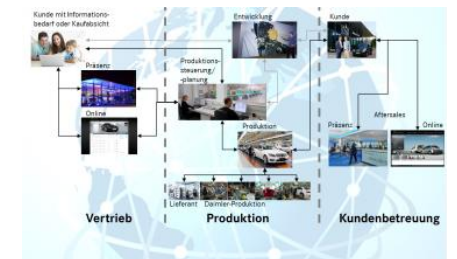 Kunde mit Informations-
bedarf oder Kaufabsicht
Präsenz
Online
Vertrieb
Entwicklung
Produktions-
steuerung/
-planung
Produktion
Lieferant
Daimler-Produktion
Produktion
Kunde
Aftersales
Präsenz
Online
Kundenbetreuung